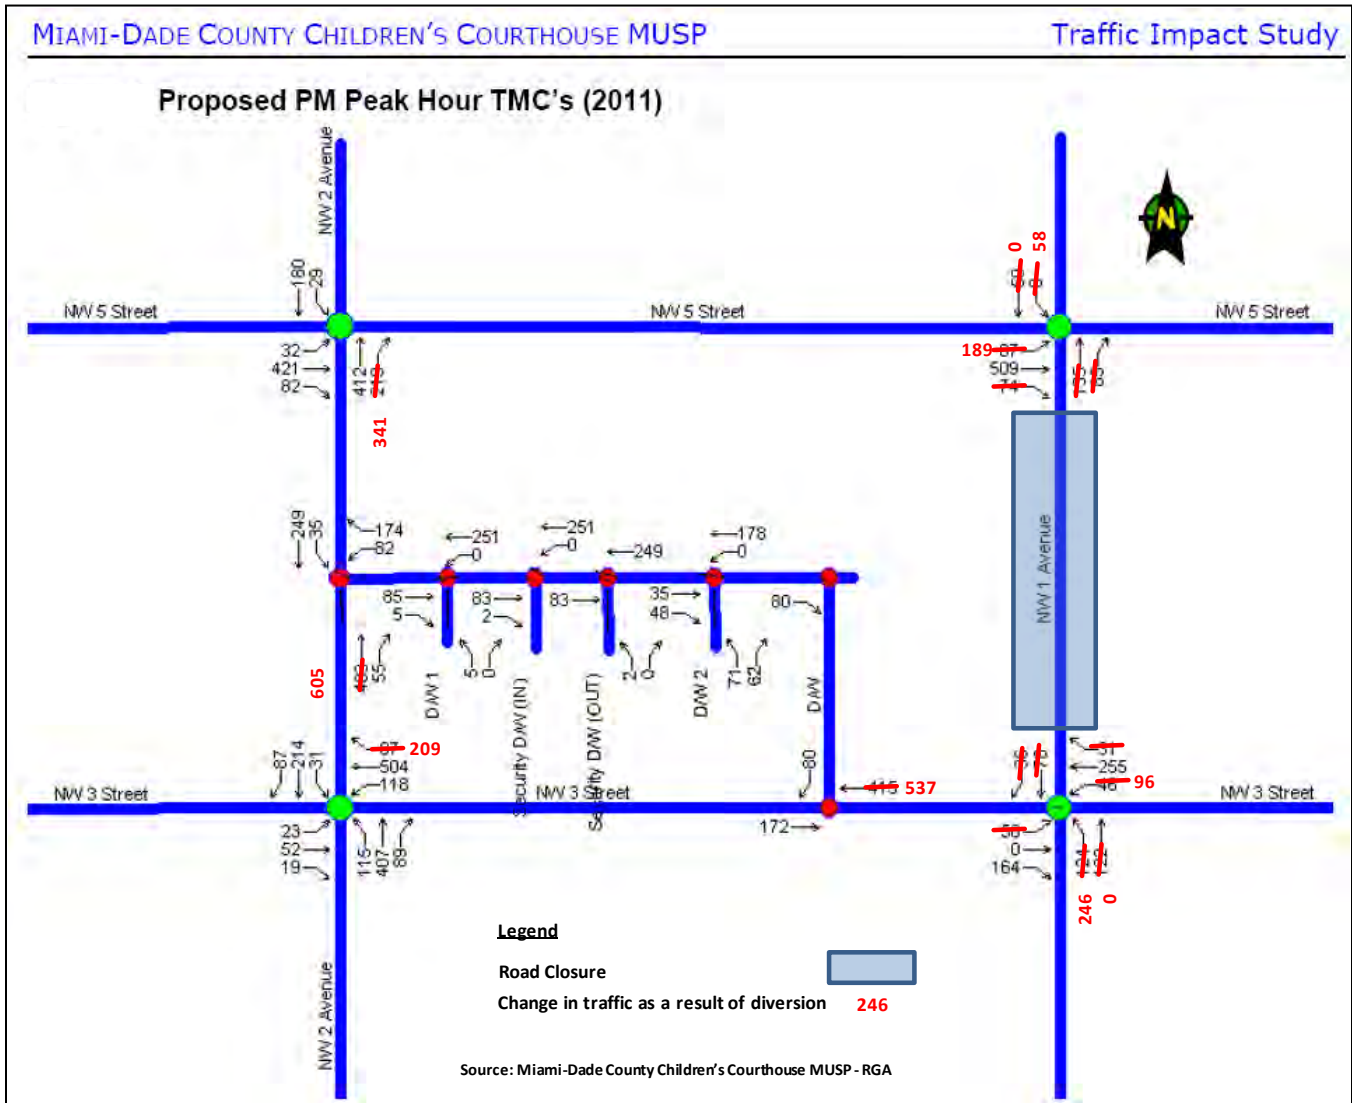 MIAMI-DADE COUNTY CHILDREN'S COURTHOUSE MUSP
Traffic Impact Study
Proposed PM Peak Hour TMC's (2011)
NW 2 Avenue
N
0
58
180
29
NW 5 Street
NW 5 Street
NW 5 Street
32
421
82
412
341
189
509
74
NW 1 Avenue
249
35
174
82
251
0
251
0
249
178
0
85
5
83
2
83
35
48
80
605
55
5
0
2
0
71
62
D/W 1
Security D/W (IN)
Security D/W (OUT)
D/W 2
D/W
87
214
31
209
504
118
80
537
255
96
NW 3 Street
NW 3 Street
NW 3 Street
23
52
19
115
407
89
172
0
164
246
0
NW 2 Avenue
Legend
Road Closure
Change in traffic as a result of diversion 246
Source: Miami-Dade County Children's Courthouse MUSP - RGA